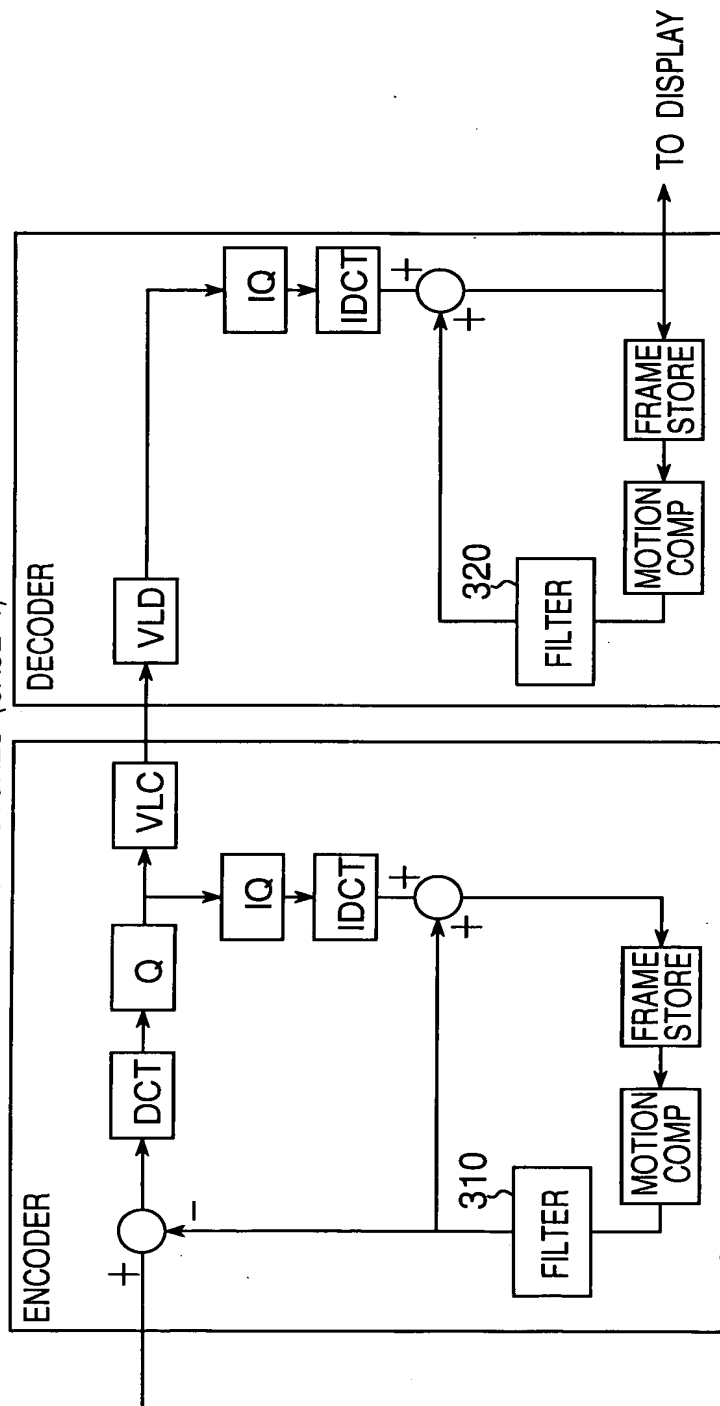 ENCODER
+
−
DCT
Q
VLC
IQ
IDCT
+
+
310
FILTER
MOTION
COMP
FRAME
STORE
DECODER
VLD
IQ
IDCT
+
+
320
FILTER
MOTION
COMP
FRAME
STORE
TO DISPLAY